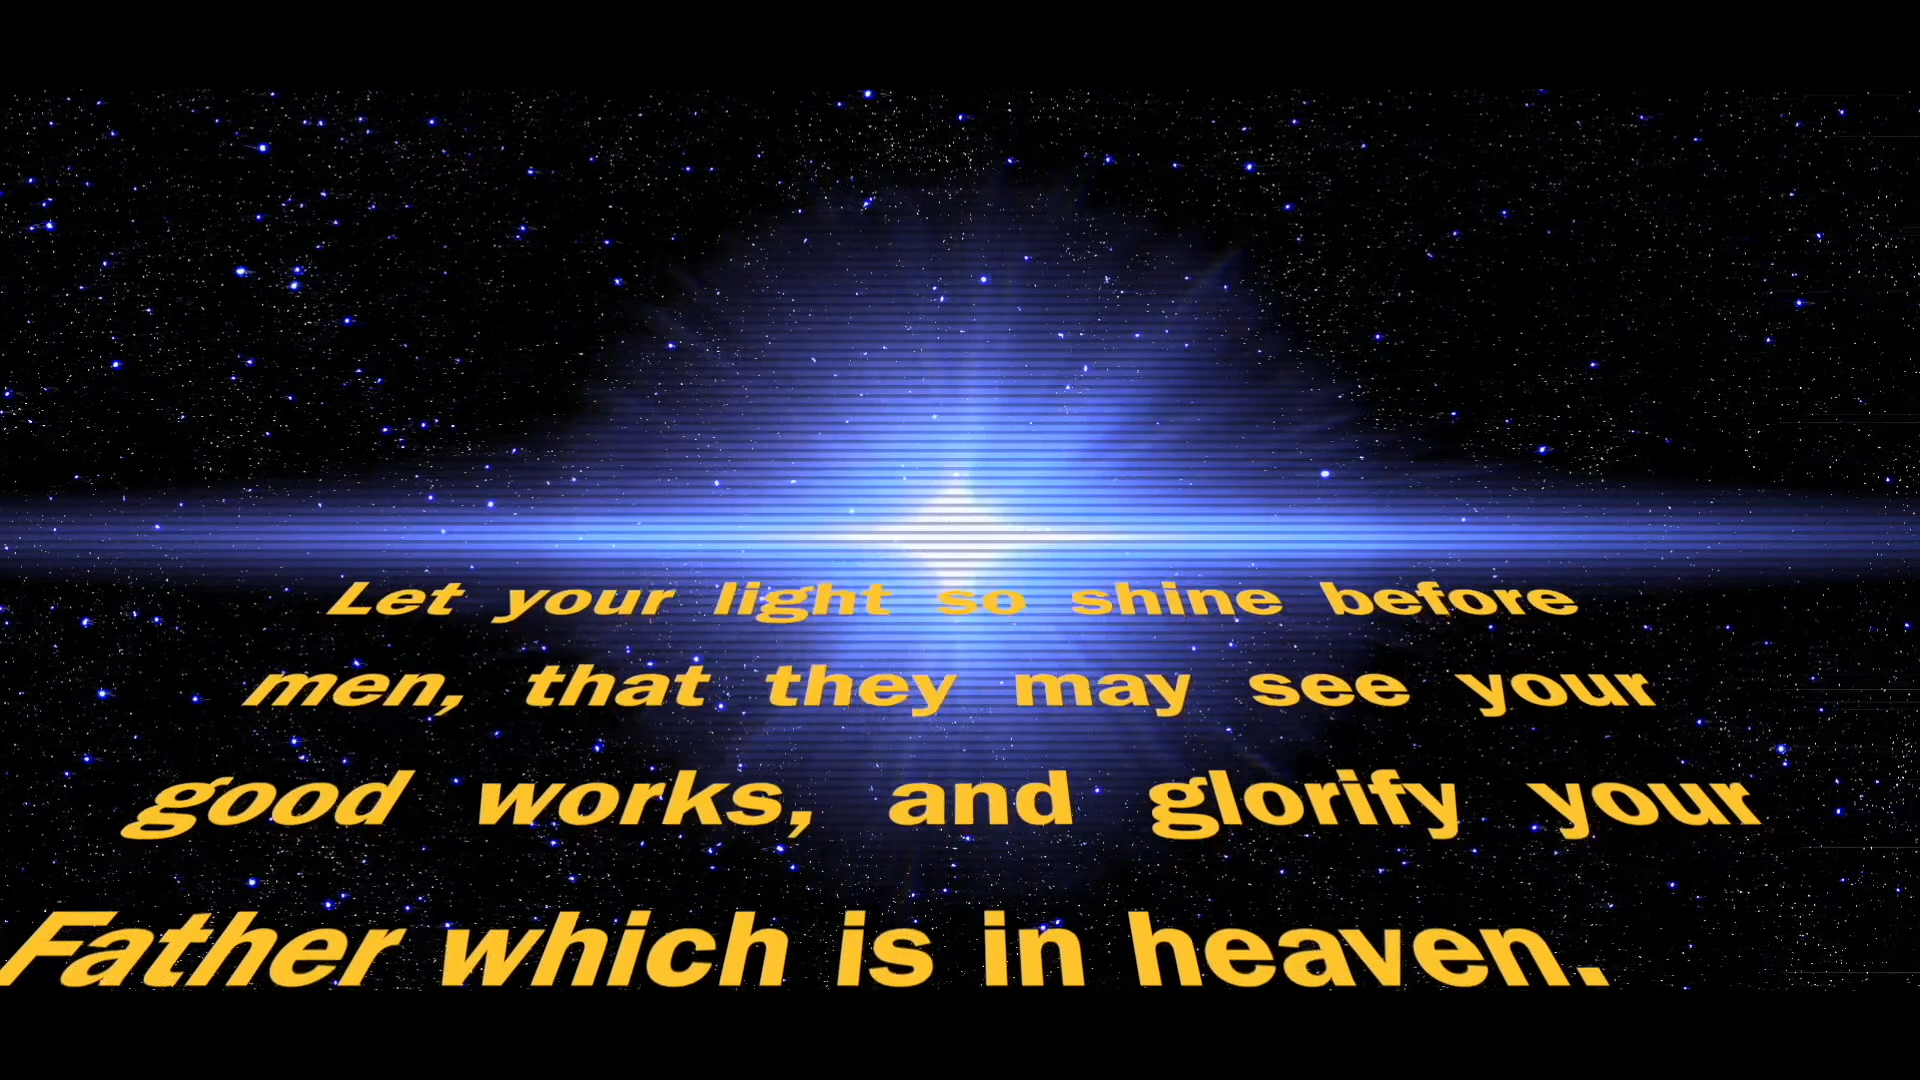 Let your light so shine before
men, that they may see your
good works, and glorify your
Father which is in heaven.